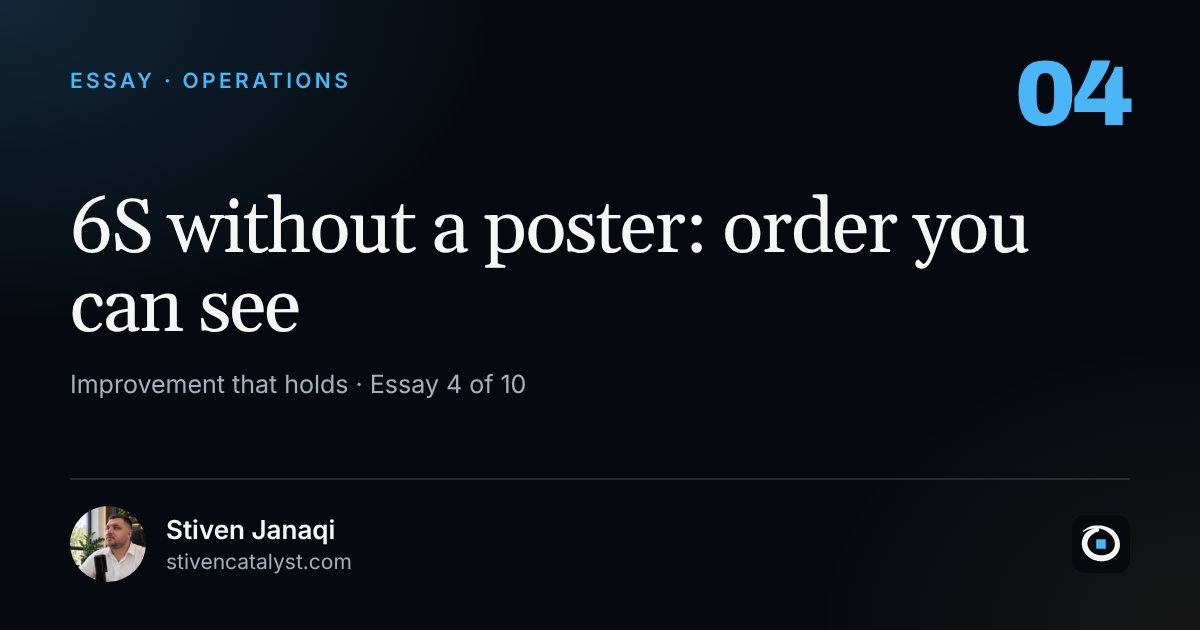 ESSAY · OPERATIONS
04
6S without a poster: order you
can see
Improvement that holds · Essay 4 of 10
Stiven Janaqi
stivencatalyst.com